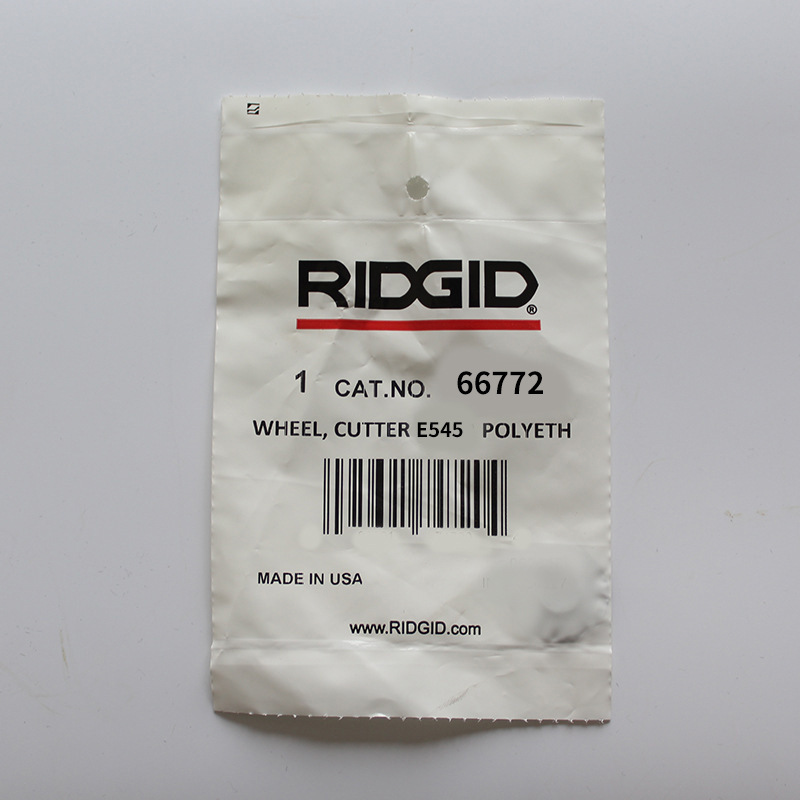 RIDGID®
1 CAT.NO. 66772
WHEEL, CUTTER E545 POLYETH
MADE IN USA
www.RIDGID.com